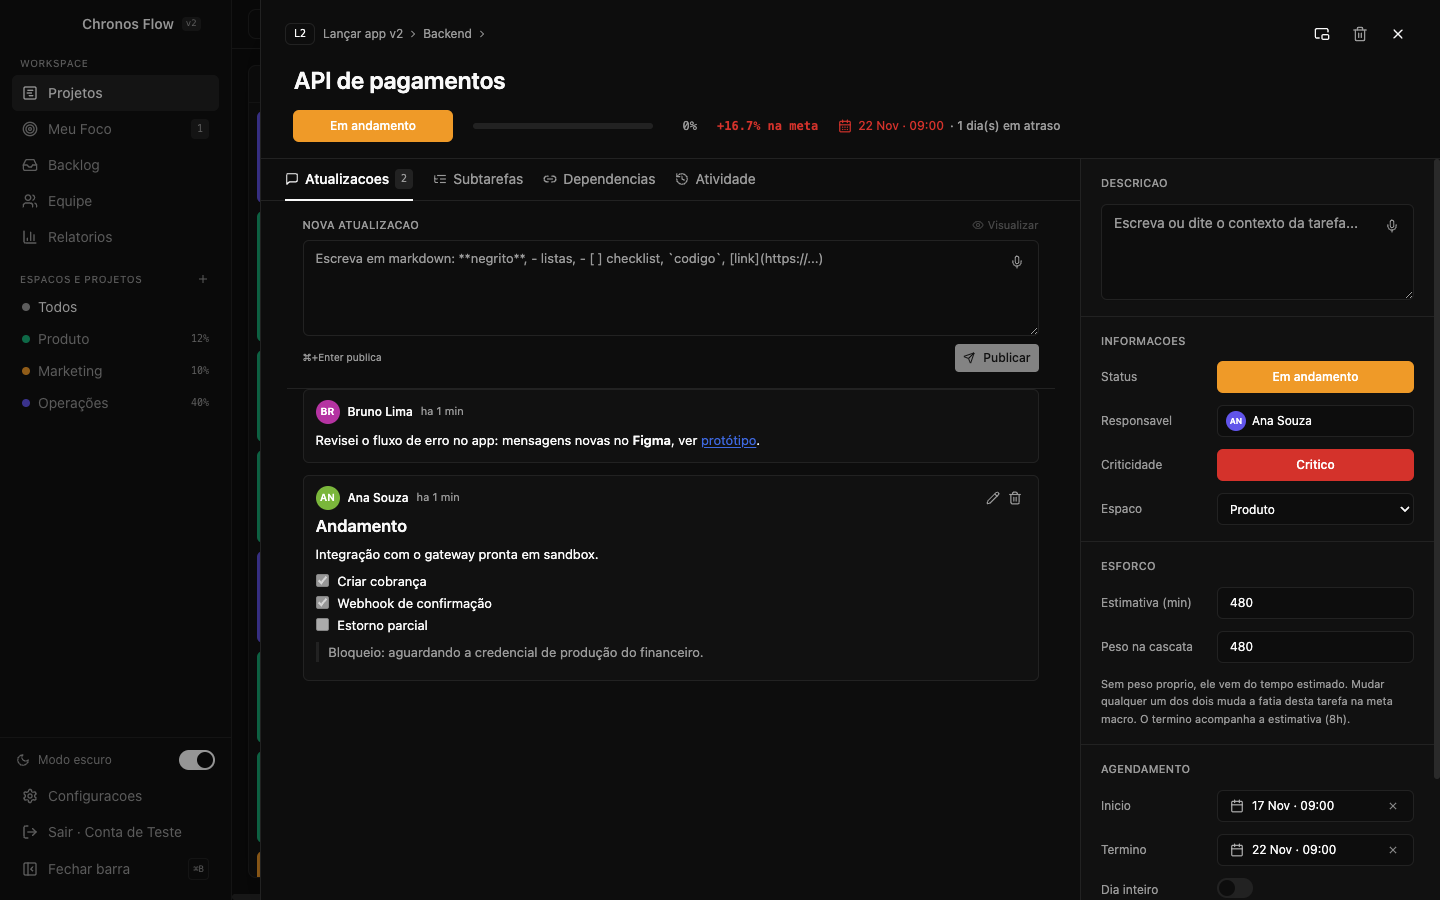 Chronos Flow v2
WORKSPACE
Projetos
Meu Foco 1
Backlog
Equipe
Relatorios
ESPACOS E PROJETOS +
Todos
Produto 12%
Marketing 10%
Operações 40%
Modo escuro
Configuracoes
Sair · Conta de Teste
Fechar barra ⌘B
L2 Lançar app v2 › Backend ›
API de pagamentos
Em andamento 0% +16.7% na meta 22 Nov · 09:00 · 1 dia(s) em atraso
Atualizacoes 2 Subtarefas Dependencias Atividade
NOVA ATUALIZACAO Visualizar
Escreva em markdown: **negrito**, - listas, - [ ] checklist, `codigo`, [link](https://...)
⌘+Enter publica Publicar
BR Bruno Lima ha 1 min
Revisei o fluxo de erro no app: mensagens novas no Figma, ver protótipo.
AN Ana Souza ha 1 min
Andamento
Integração com o gateway pronta em sandbox.
Criar cobrança
Webhook de confirmação
Estorno parcial
Bloqueio: aguardando a credencial de produção do financeiro.
DESCRICAO
Escreva ou dite o contexto da tarefa...
INFORMACOES
Status Em andamento
Responsavel AN Ana Souza
Criticidade Critico
Espaco Produto
ESFORCO
Estimativa (min) 480
Peso na cascata 480
Sem peso proprio, ele vem do tempo estimado. Mudar
qualquer um dos dois muda a fatia desta tarefa na meta
macro. O termino acompanha a estimativa (8h).
AGENDAMENTO
Inicio 17 Nov · 09:00 ×
Termino 22 Nov · 09:00 ×
Dia inteiro